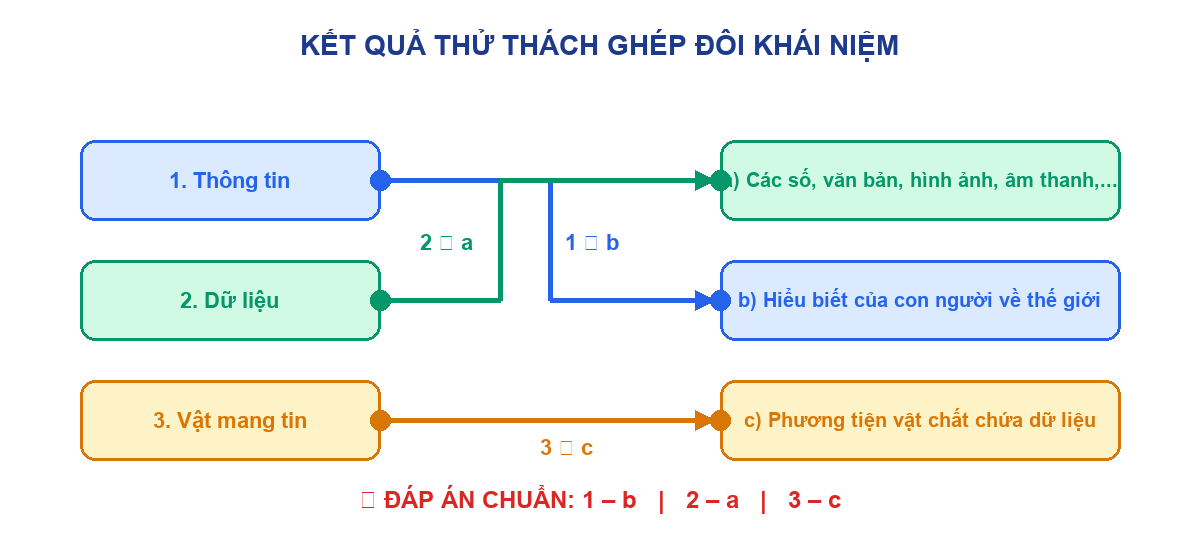 KẾT QUẢ THỬ THÁCH GHÉP ĐÔI KHÁI NIỆM
1. Thông tin
) Các số, văn bản, hình ảnh, âm thanh,...
2 □ a
1 □ b
2. Dữ liệu
b) Hiểu biết của con người về thế giới
3. Vật mang tin
c) Phương tiện vật chất chứa dữ liệu
3 □ c
□ ĐÁP ÁN CHUẨN: 1 – b | 2 – a | 3 – c